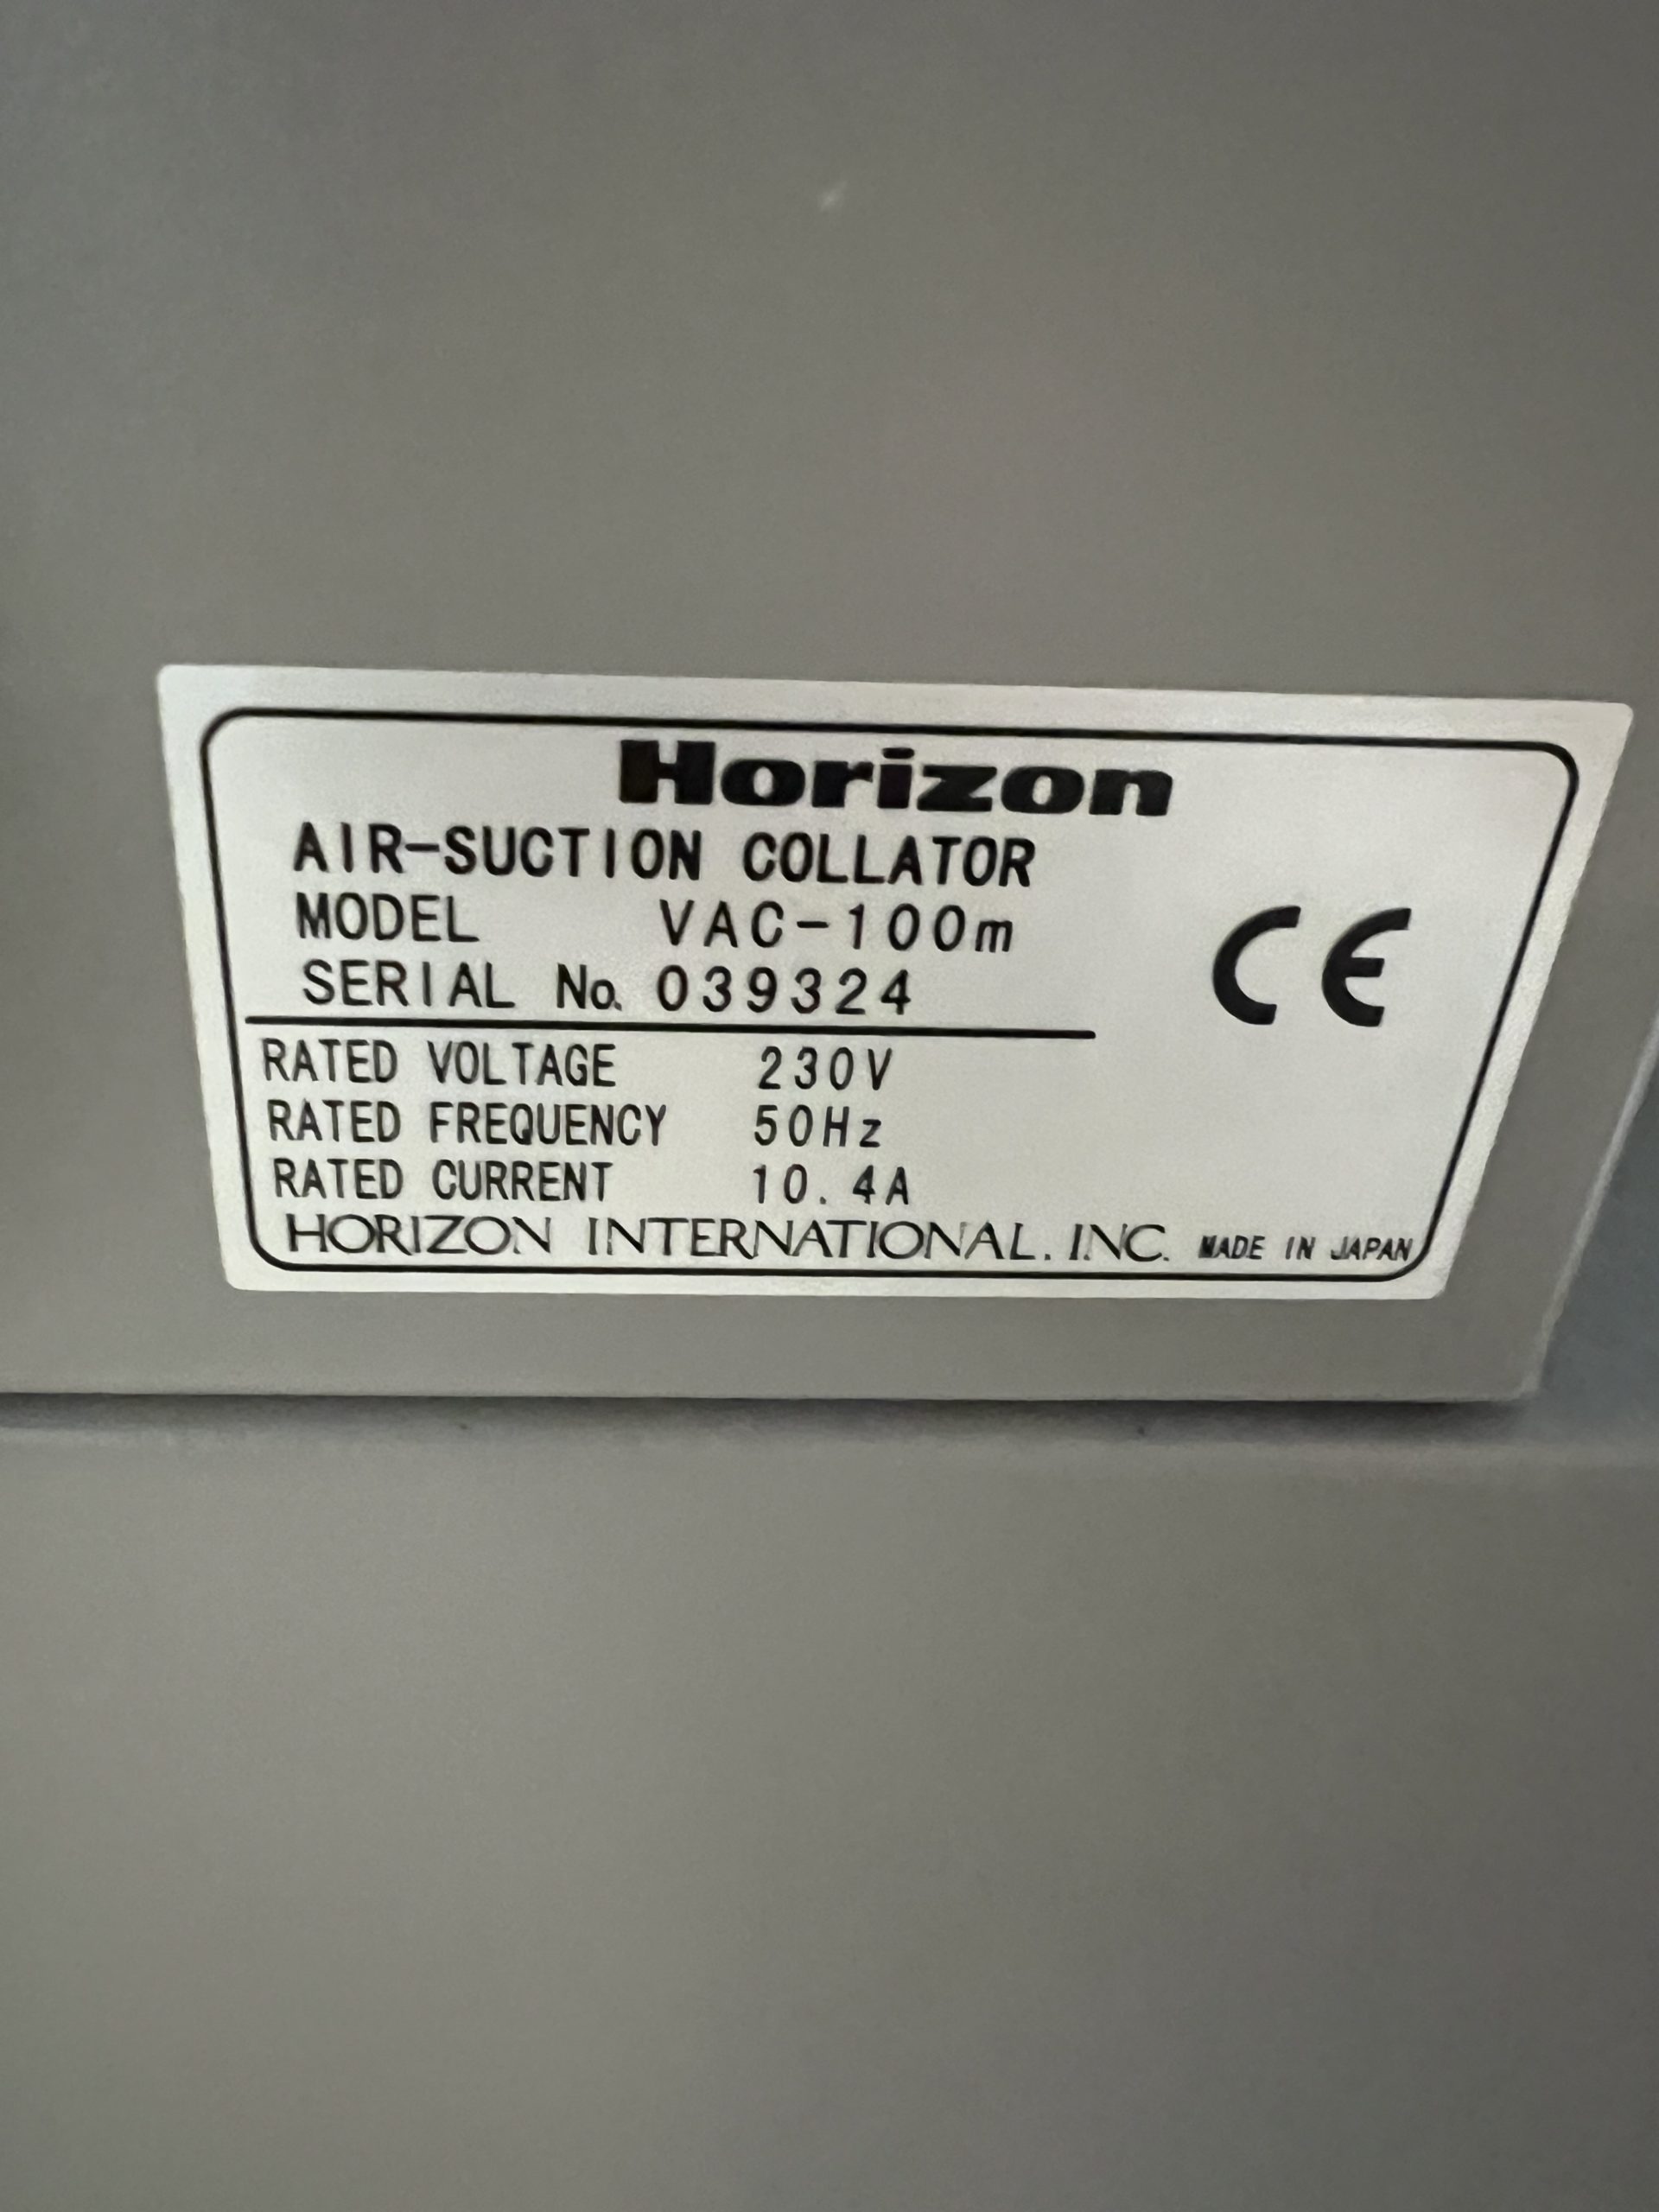 Horizon
AIR-SUCTION COLLATOR
MODEL VAC-100m
SERIAL No. 039324
CE
RATED VOLTAGE 230V
RATED FREQUENCY 50Hz
RATED CURRENT 10.4A
HORIZON INTERNATIONAL. INC. MADE IN JAPAN